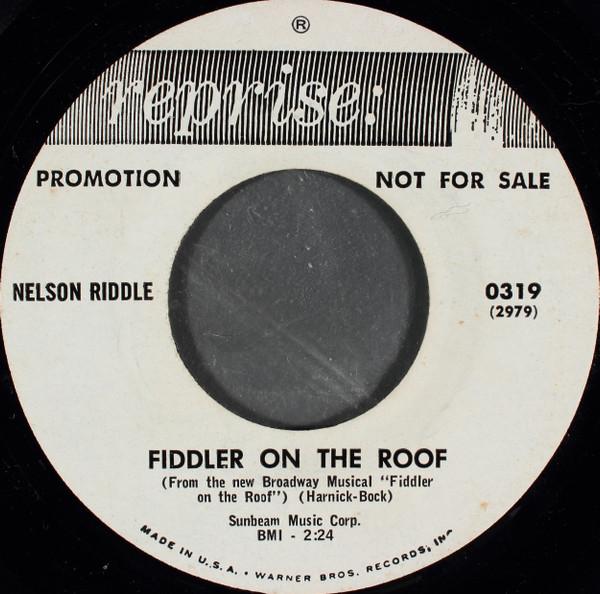 ®
reprise:
PROMOTION NOT FOR SALE
NELSON RIDDLE 0319
(2979)
FIDDLER ON THE ROOF
(From the new Broadway Musical "Fiddler
on the Roof") (Harnick-Bock)
Sunbeam Music Corp.
BMI - 2:24
MADE IN U.S.A. • WARNER BROS. RECORDS, INC